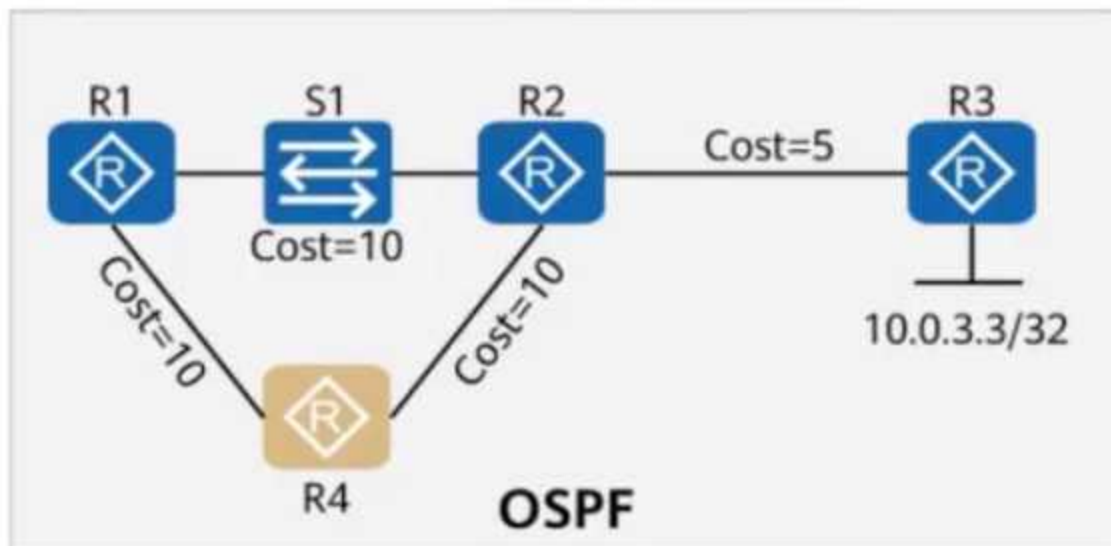 R1
S1
R2
R3
Cost=5
R
R
R
Cost=10
Cost=10
Cost=10
10.0.3.3/32
R
R4
OSPF